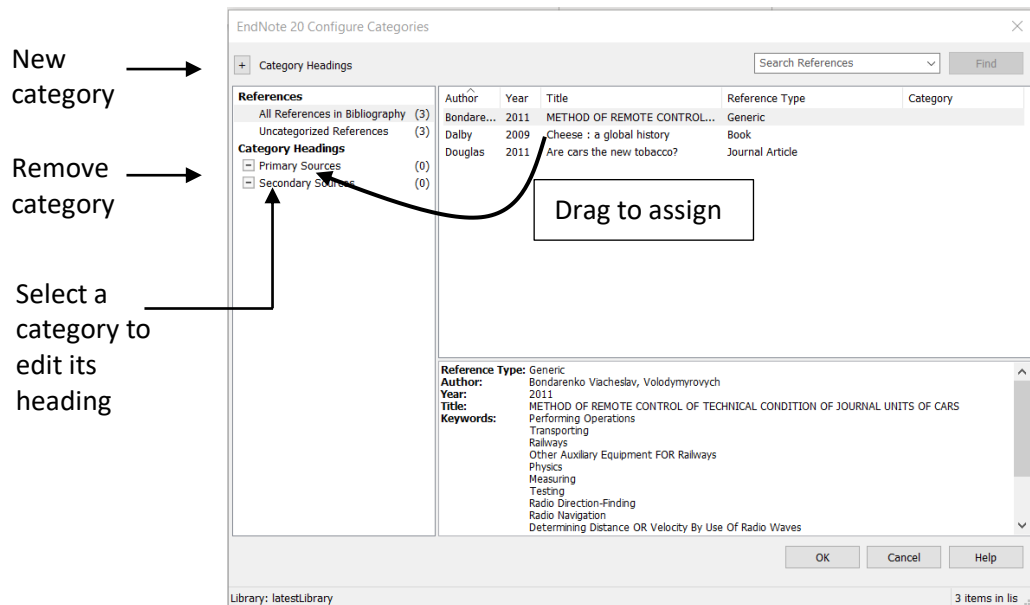 EndNote 20 Configure Categories
New
category
+ Category Headings
Search References
Find
References
All References in Bibliography (3)
Uncategorized References (3)
Category Headings
Primary Sources (0)
Secondary Sources (0)
Author Year Title Reference Type Category
Bondare... 2011 METHOD OF REMOTE CONTROL... Generic
Dalby 2009 Cheese : a global history Book
Douglas 2011 Are cars the new tobacco? Journal Article
Remove
category
Drag to assign
Select a
category to
edit its
heading
Reference Type: Generic
Author: Bondarenko Viacheslav, Volodymyrovych
Year: 2011
Title: METHOD OF REMOTE CONTROL OF TECHNICAL CONDITION OF JOURNAL UNITS OF CARS
Keywords: Performing Operations
Transporting
Railways
Other Auxiliary Equipment FOR Railways
Physics
Measuring
Testing
Radio Direction-Finding
Radio Navigation
Determining Distance OR Velocity By Use Of Radio Waves
OK Cancel Help
Library: latestLibrary
3 items in lis